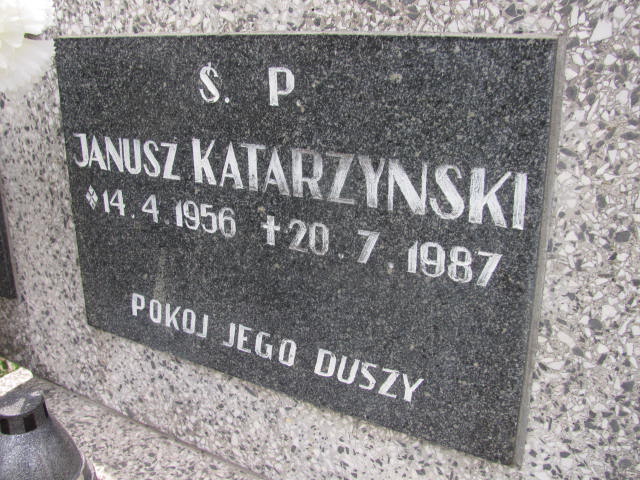 Ś. P
JANUSZ KATARZYNSKI
14.4.1956 ✝20.7.1987
POKOJ JEGO DUSZY